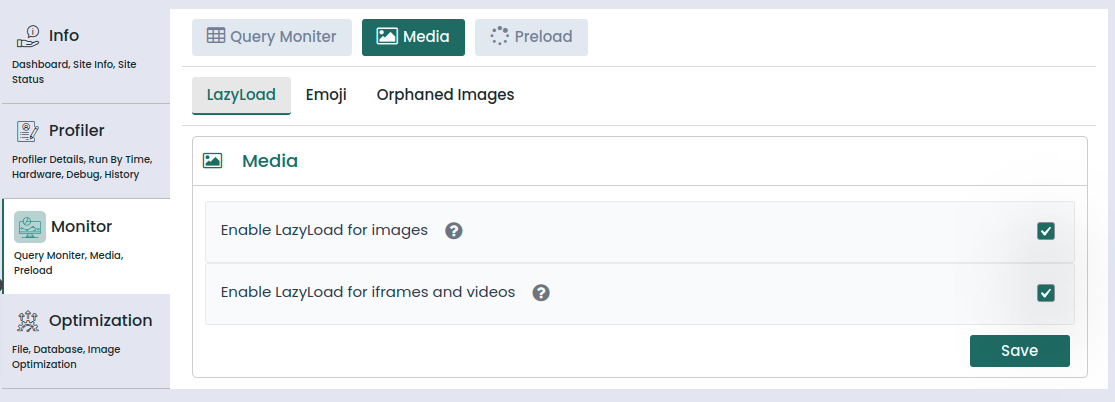 Info
Dashboard, Site Info, Site
Status
Profiler
Profiler Details, Run By Time,
Hardware, Debug, History
Monitor
Query Moniter, Media,
Preload
Optimization
File, Database, Image
Optimization
Query Moniter Media Preload
LazyLoad Emoji Orphaned Images
Media
Enable LazyLoad for images ?
Enable LazyLoad for iframes and videos ?
Save